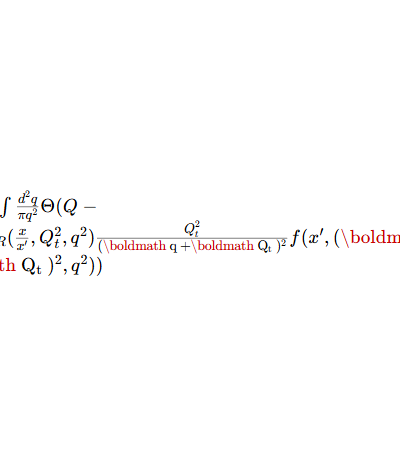 ∫ d²q/πq² Θ(Q −
R(x/x′, Q_t², q²) Q_t²/(\boldmath q +\boldmath Q_t )² f(x′, (\boldm
th Q_t )², q²))